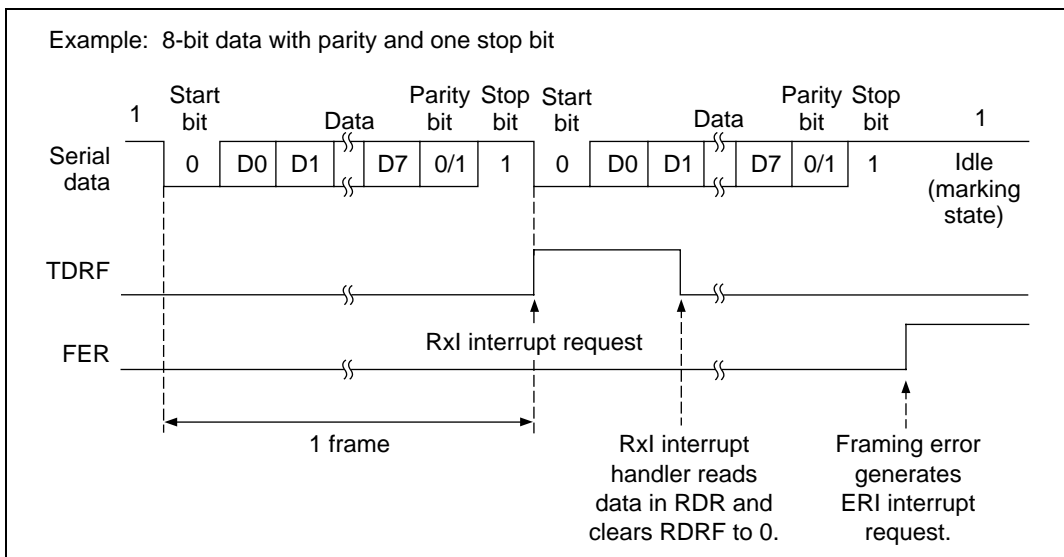 Example: 8-bit data with parity and one stop bit
1
Start bit
Data
Parity bit
Stop bit
Start bit
Data
Parity bit
Stop bit
1
Serial data
0 D0 D1 D7 0/1 1 0 D0 D1 D7 0/1 1
Idle (marking state)
TDRF
RxI interrupt request
FER
1 frame
RxI interrupt
handler reads
data in RDR and
clears RDRF to 0.
Framing error
generates
ERI interrupt
request.